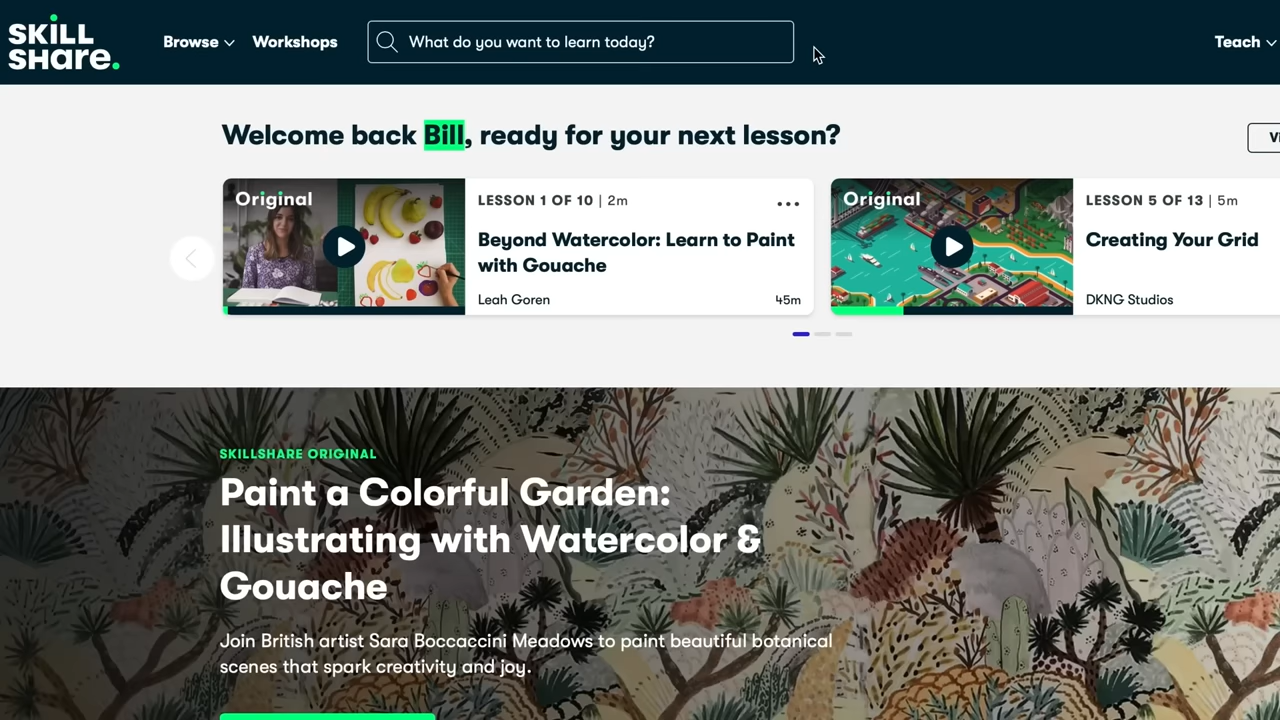 SKILL
SHare.
Browse
Workshops
What do you want to learn today?
Teach
Welcome back Bill, ready for your next lesson?
Original
LESSON 1 OF 10 | 2m
Beyond Watercolor: Learn to Paint
with Gouache
Leah Goren
45m
Original
LESSON 5 OF 13 | 5m
Creating Your Grid
DKNG Studios
SKILLSHARE ORIGINAL
Paint a Colorful Garden:
Illustrating with Watercolor &
Gouache
Join British artist Sara Boccaccini Meadows to paint beautiful botanical
scenes that spark creativity and joy.